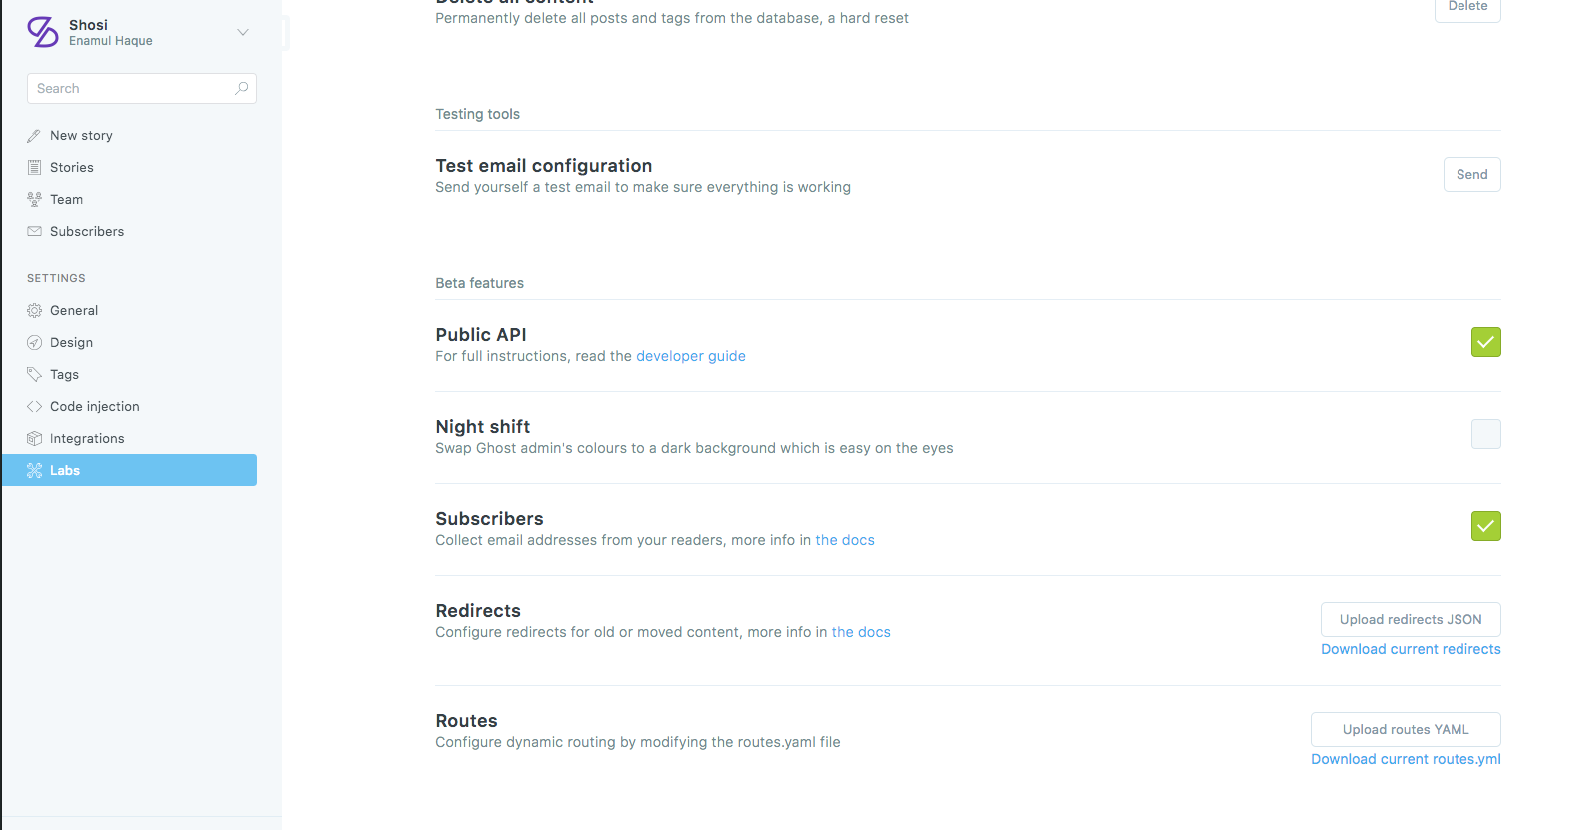 Shosi
Enamul Haque
Search
New story
Stories
Team
Subscribers
SETTINGS
General
Design
Tags
Code injection
Integrations
Labs
Delete all content
Permanently delete all posts and tags from the database, a hard reset
Delete
Testing tools
Test email configuration
Send yourself a test email to make sure everything is working
Send
Beta features
Public API
For full instructions, read the developer guide
Night shift
Swap Ghost admin's colours to a dark background which is easy on the eyes
Subscribers
Collect email addresses from your readers, more info in the docs
Redirects
Configure redirects for old or moved content, more info in the docs
Upload redirects JSON
Download current redirects
Routes
Configure dynamic routing by modifying the routes.yaml file
Upload routes YAML
Download current routes.yml